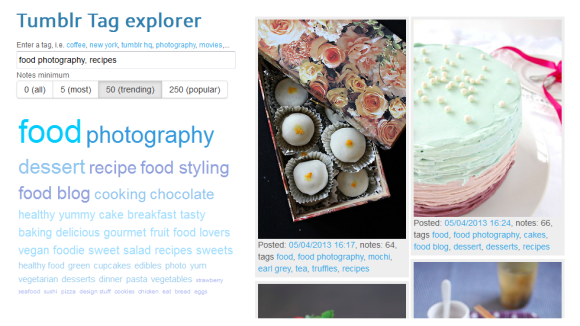 Tumblr Tag explorer
Enter a tag, i.e. coffee, new york, tumblr hq, photography, movies,...
food photography, recipes
Notes minimum
0 (all) 5 (most) 50 (trending) 250 (popular)
food photography
dessert recipe food styling
food blog cooking chocolate
healthy yummy cake breakfast tasty
baking delicious gourmet fruit food lovers
vegan foodie sweet salad recipes sweets
healthy food green cupcakes edibles photo yum
vegetarian desserts dinner pasta vegetables strawberry
seafood sushi pizza design stuff cookies chicken eat bread eggs
Posted: 05/04/2013 16:17, notes: 64,
tags food, food photography, mochi,
earl grey, tea, truffles, recipes
Posted: 05/04/2013 16:24, notes: 66,
tags food, food photography, cakes,
food blog, dessert, desserts, recipes